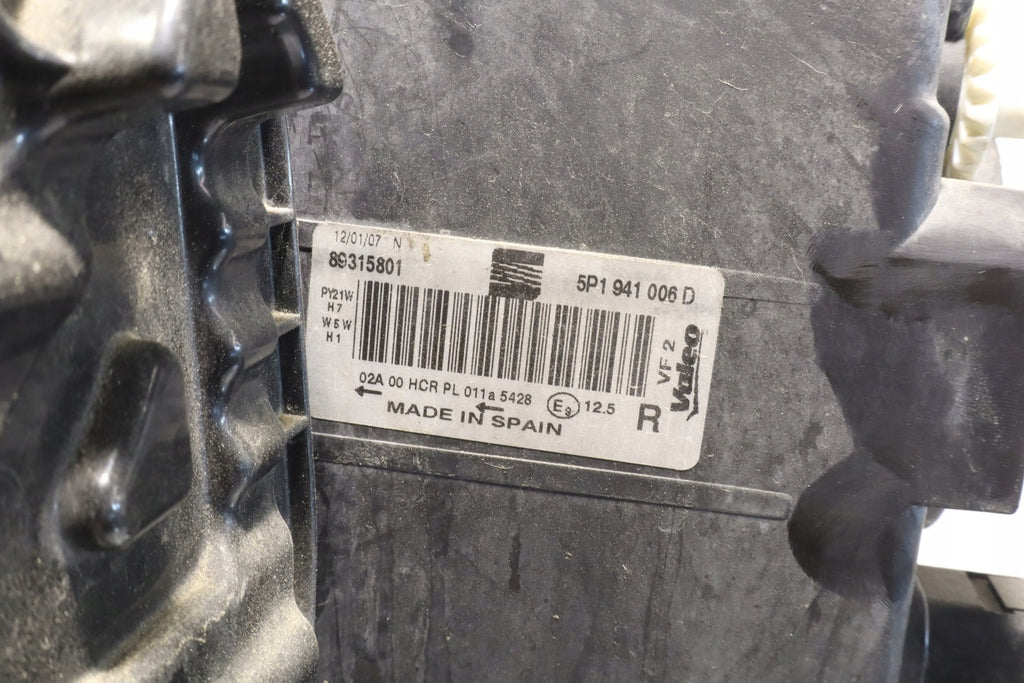 12/01/07 N
89315801
5P1 941 006 D
PY21W
H7
W5W
H1
02A 00 HCR PL 011a 5428
E9 12.5
MADE IN SPAIN
R
VF 2
Valeo